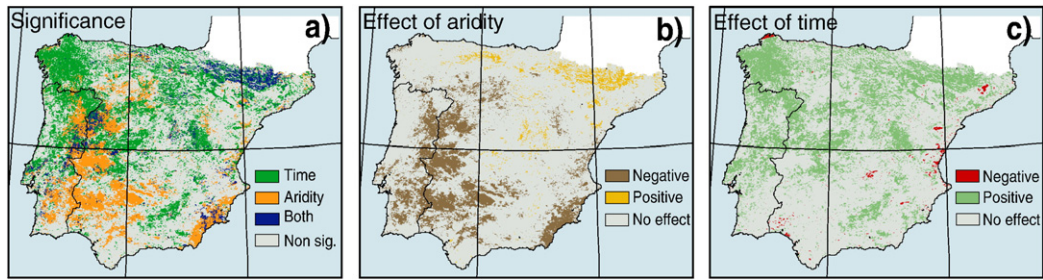 Significance
a)
Time
Aridity
Both
Non sig.
Effect of aridity
b)
Negative
Positive
No effect
Effect of time
c)
Negative
Positive
No effect